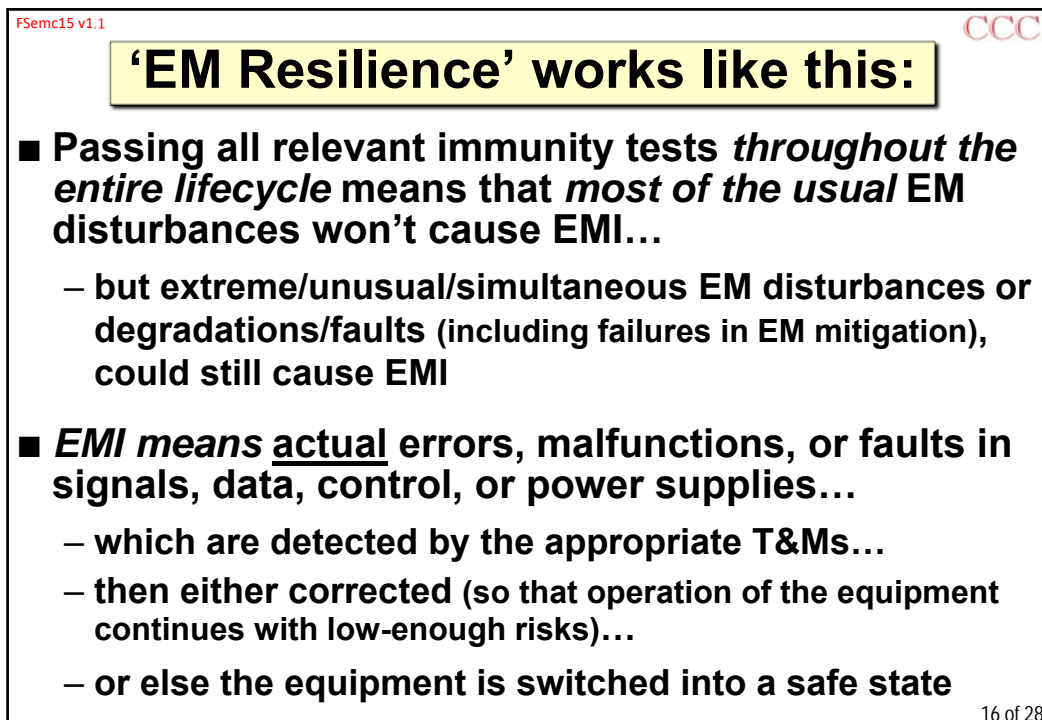 FSemc15 v1.1
CCC
‘EM Resilience’ works like this:
■ Passing all relevant immunity tests throughout the
entire lifecycle means that most of the usual EM
disturbances won’t cause EMI…
– but extreme/unusual/simultaneous EM disturbances or
degradations/faults (including failures in EM mitigation),
could still cause EMI
■ EMI means actual errors, malfunctions, or faults in
signals, data, control, or power supplies…
– which are detected by the appropriate T&Ms…
– then either corrected (so that operation of the equipment
continues with low-enough risks)…
– or else the equipment is switched into a safe state
16 of 28